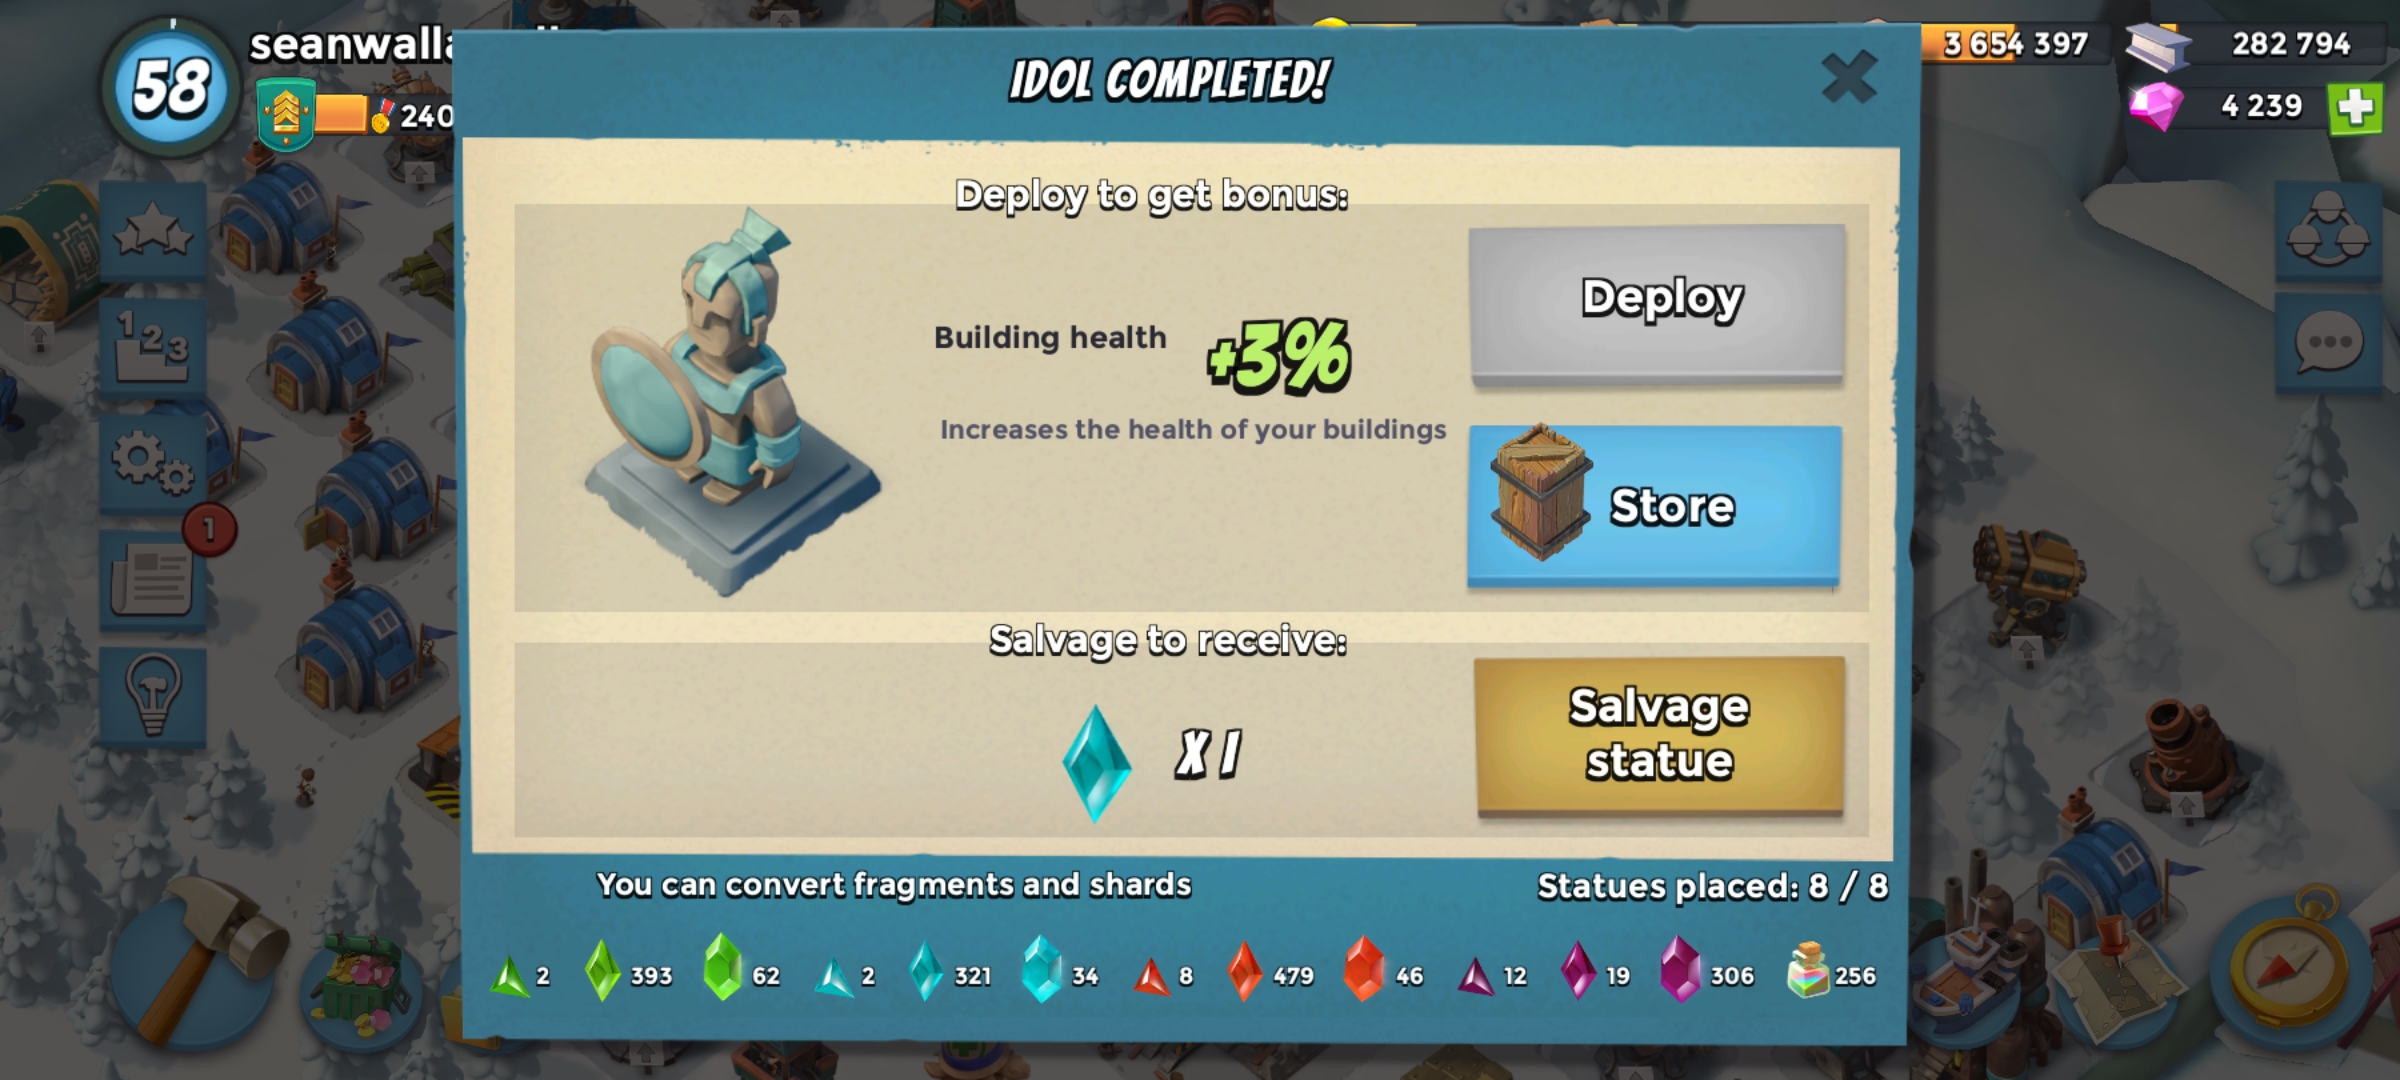 58
seanwalla
240
3 654 397
282 794
4 239
IDOL COMPLETED!
Deploy to get bonus:
Building health
+3%
Increases the health of your buildings
Deploy
Store
123
1
Salvage to receive:
X 1
Salvage
statue
You can convert fragments and shards
Statues placed: 8 / 8
2 393 62 2 321 34 8 479 46 12 19 306 256